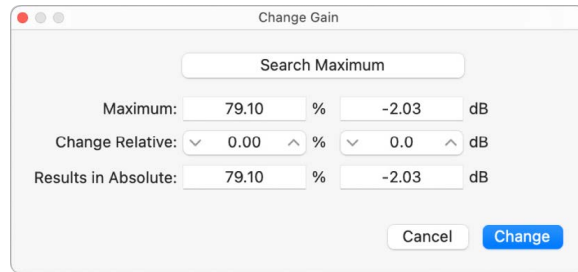 Change Gain
Search Maximum
Maximum: 79.10 % -2.03 dB
Change Relative: 0.00 % 0.0 dB
Results in Absolute: 79.10 % -2.03 dB
Cancel Change